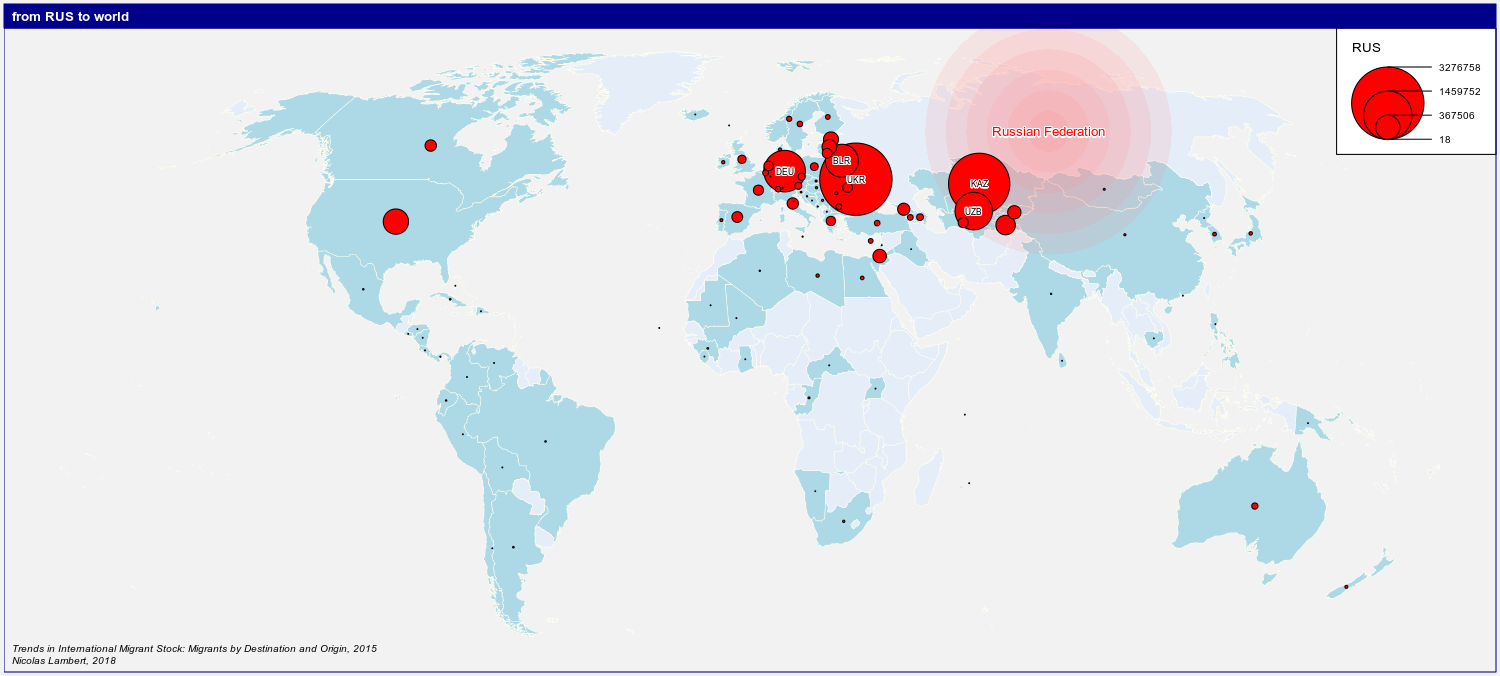 from RUS to world
RUS
3276758
1459752
367506
18
Russian Federation
BLR
DEU
UKR
KAZ
UZB
Trends in International Migrant Stock: Migrants by Destination and Origin, 2015
Nicolas Lambert, 2018